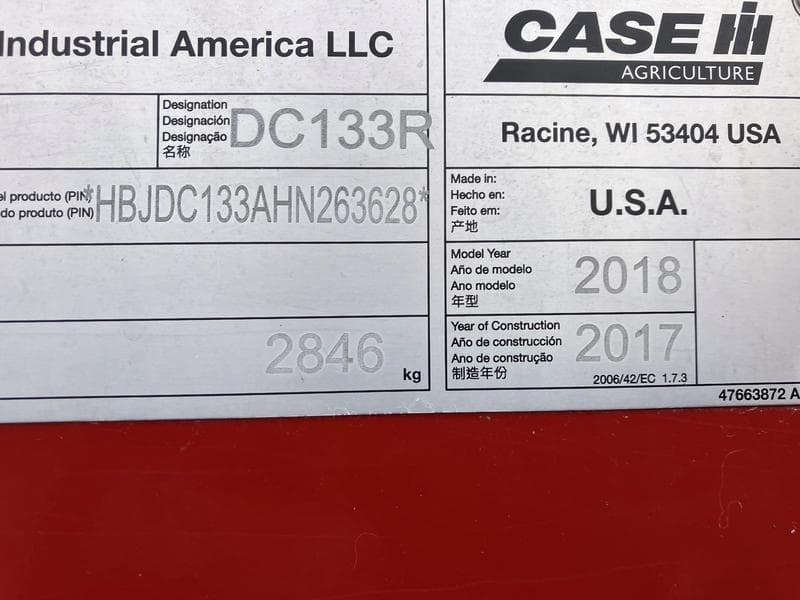 Industrial America LLC
CASE IH
AGRICULTURE
Designation
Designación
Designação
名称
DC133R
Racine, WI 53404 USA
el producto (PIN)
do produto (PIN)
*HBJDC133AHN263628*
Made in:
Hecho en:
Feito em:
产地
U.S.A.
Model Year
Año de modelo
Ano modelo
年型
2018
2846
kg
Year of Construction
Año de construcción
Ano de construção
制造年份
2017
2006/42/EC 1.7.3
47663872 A